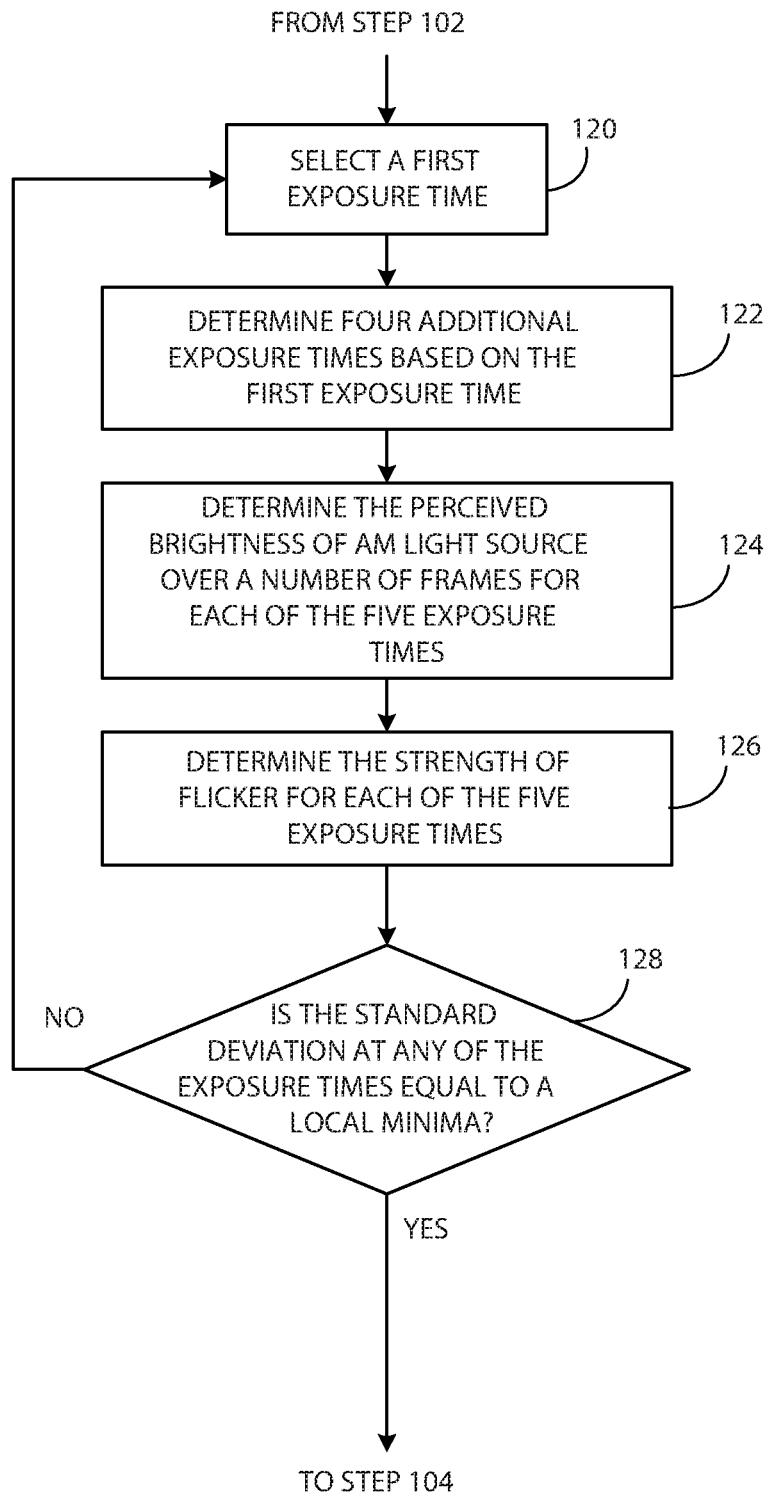 FROM STEP 102
120
SELECT A FIRST
EXPOSURE TIME
122
DETERMINE FOUR ADDITIONAL
EXPOSURE TIMES BASED ON THE
FIRST EXPOSURE TIME
124
DETERMINE THE PERCEIVED
BRIGHTNESS OF AM LIGHT SOURCE
OVER A NUMBER OF FRAMES FOR
EACH OF THE FIVE EXPOSURE
TIMES
126
DETERMINE THE STRENGTH OF
FLICKER FOR EACH OF THE FIVE
EXPOSURE TIMES
128
IS THE STANDARD
DEVIATION AT ANY OF THE
EXPOSURE TIMES EQUAL TO A
LOCAL MINIMA?
NO
YES
TO STEP 104